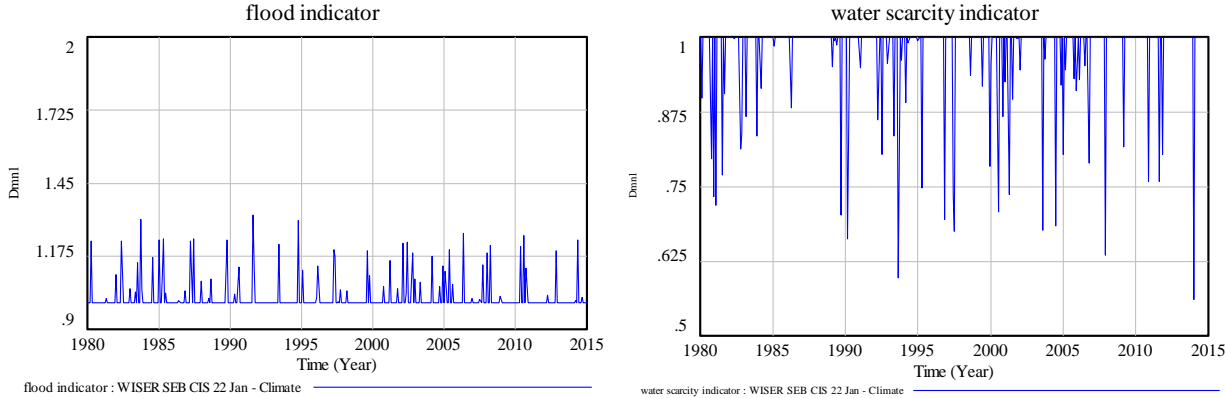 flood indicator
2
1.725
1.45
1.175
.9
Dmnl
1980 1985 1990 1995 2000 2005 2010 2015
Time (Year)
flood indicator : WISER SEB CIS 22 Jan - Climate
water scarcity indicator
1
.875
.75
.625
.5
Dmnl
1980 1985 1990 1995 2000 2005 2010 2015
Time (Year)
water scarcity indicator : WISER SEB CIS 22 Jan - Climate